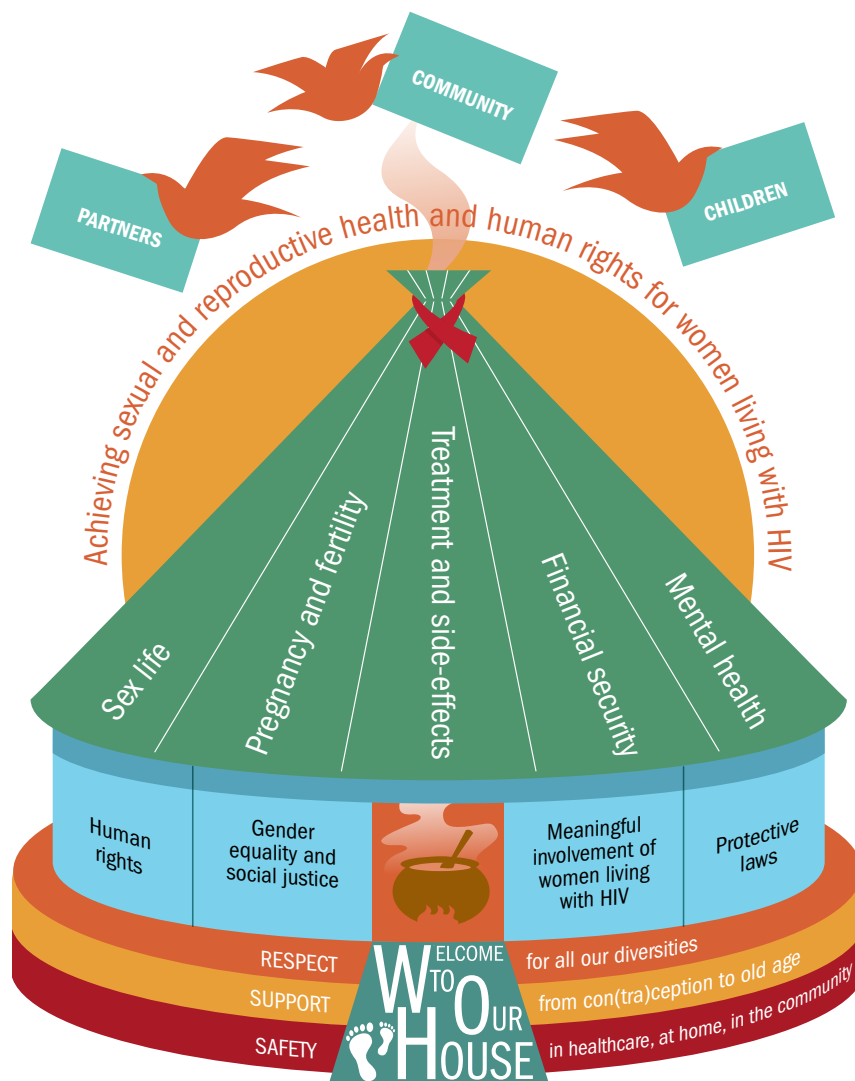 COMMUNITY
PARTNERS
CHILDREN
Achieving sexual and reproductive health and human rights for women living with HIV
Sex life
Pregnancy and fertility
Treatment and side-effects
Financial security
Mental health
Human
rights
Gender
equality and
social justice
Meaningful
involvement of
women living
with HIV
Protective
laws
RESPECT
for all our diversities
SUPPORT
from con(tra)ception to old age
SAFETY
in healthcare, at home, in the community
WELCOME
TO
OUR
HOUSE